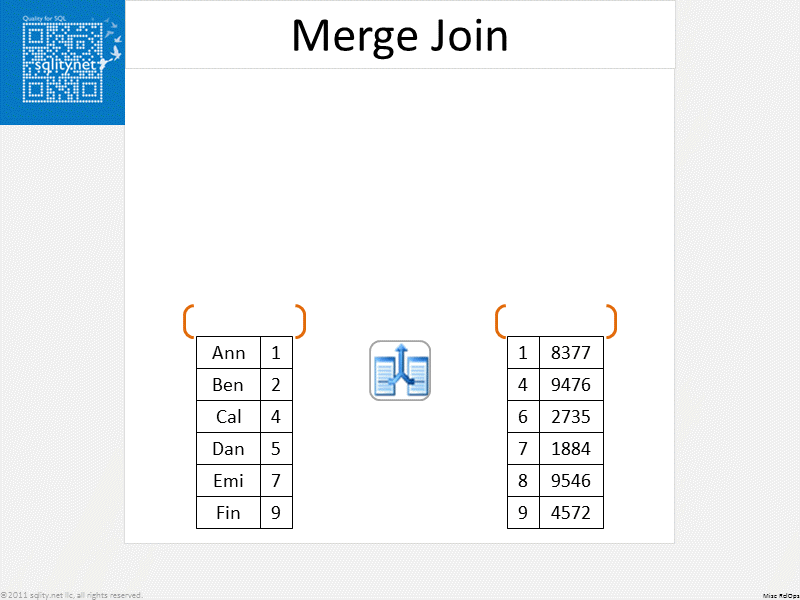 Quality for SQL
sqlity.net
Merge Join
Ann 1
Ben 2
Cal 4
Dan 5
Emi 7
Fin 9
1 8377
4 9476
6 2735
7 1884
8 9546
9 4572
©2011 sqlity.net llc, all rights reserved.
Misc RelOps